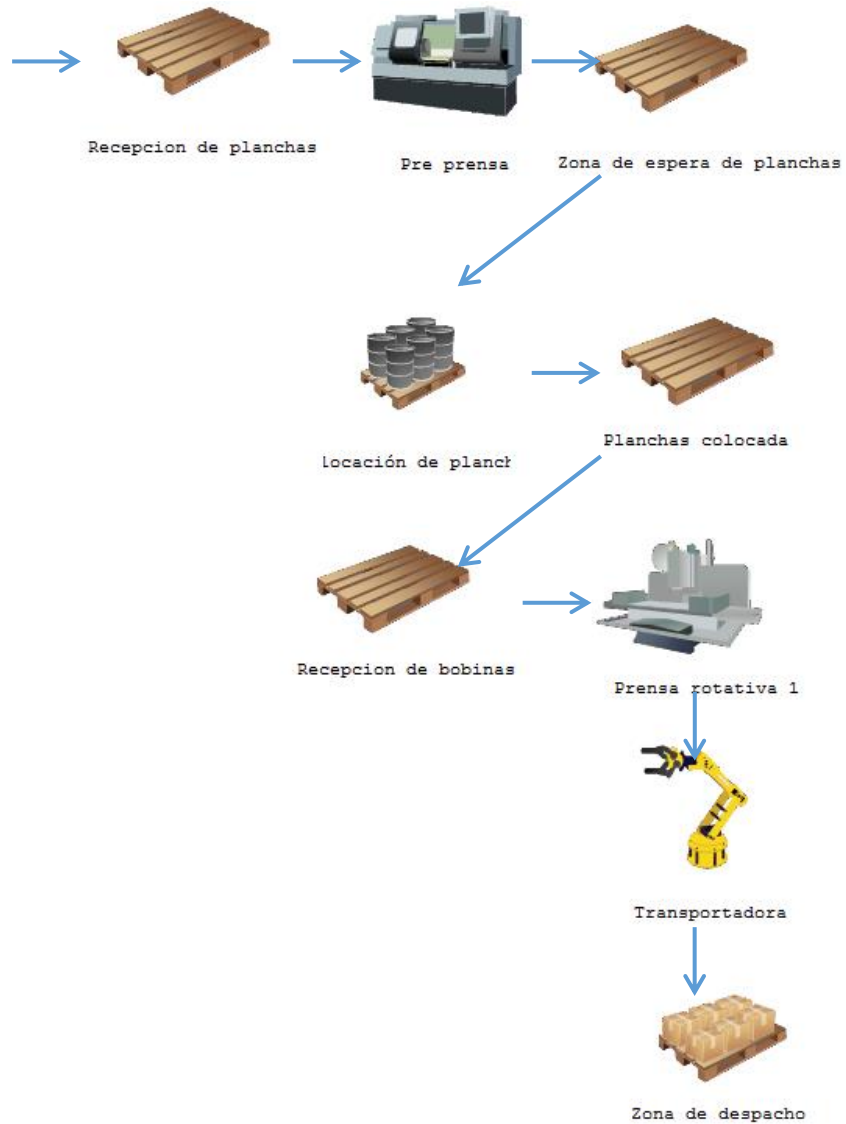 Recepcion de planchas
Pre prensa
Zona de espera de planchas
locación de planch
Planchas colocada
Recepcion de bobinas
Prensa rotativa 1
Transportadora
Zona de despacho